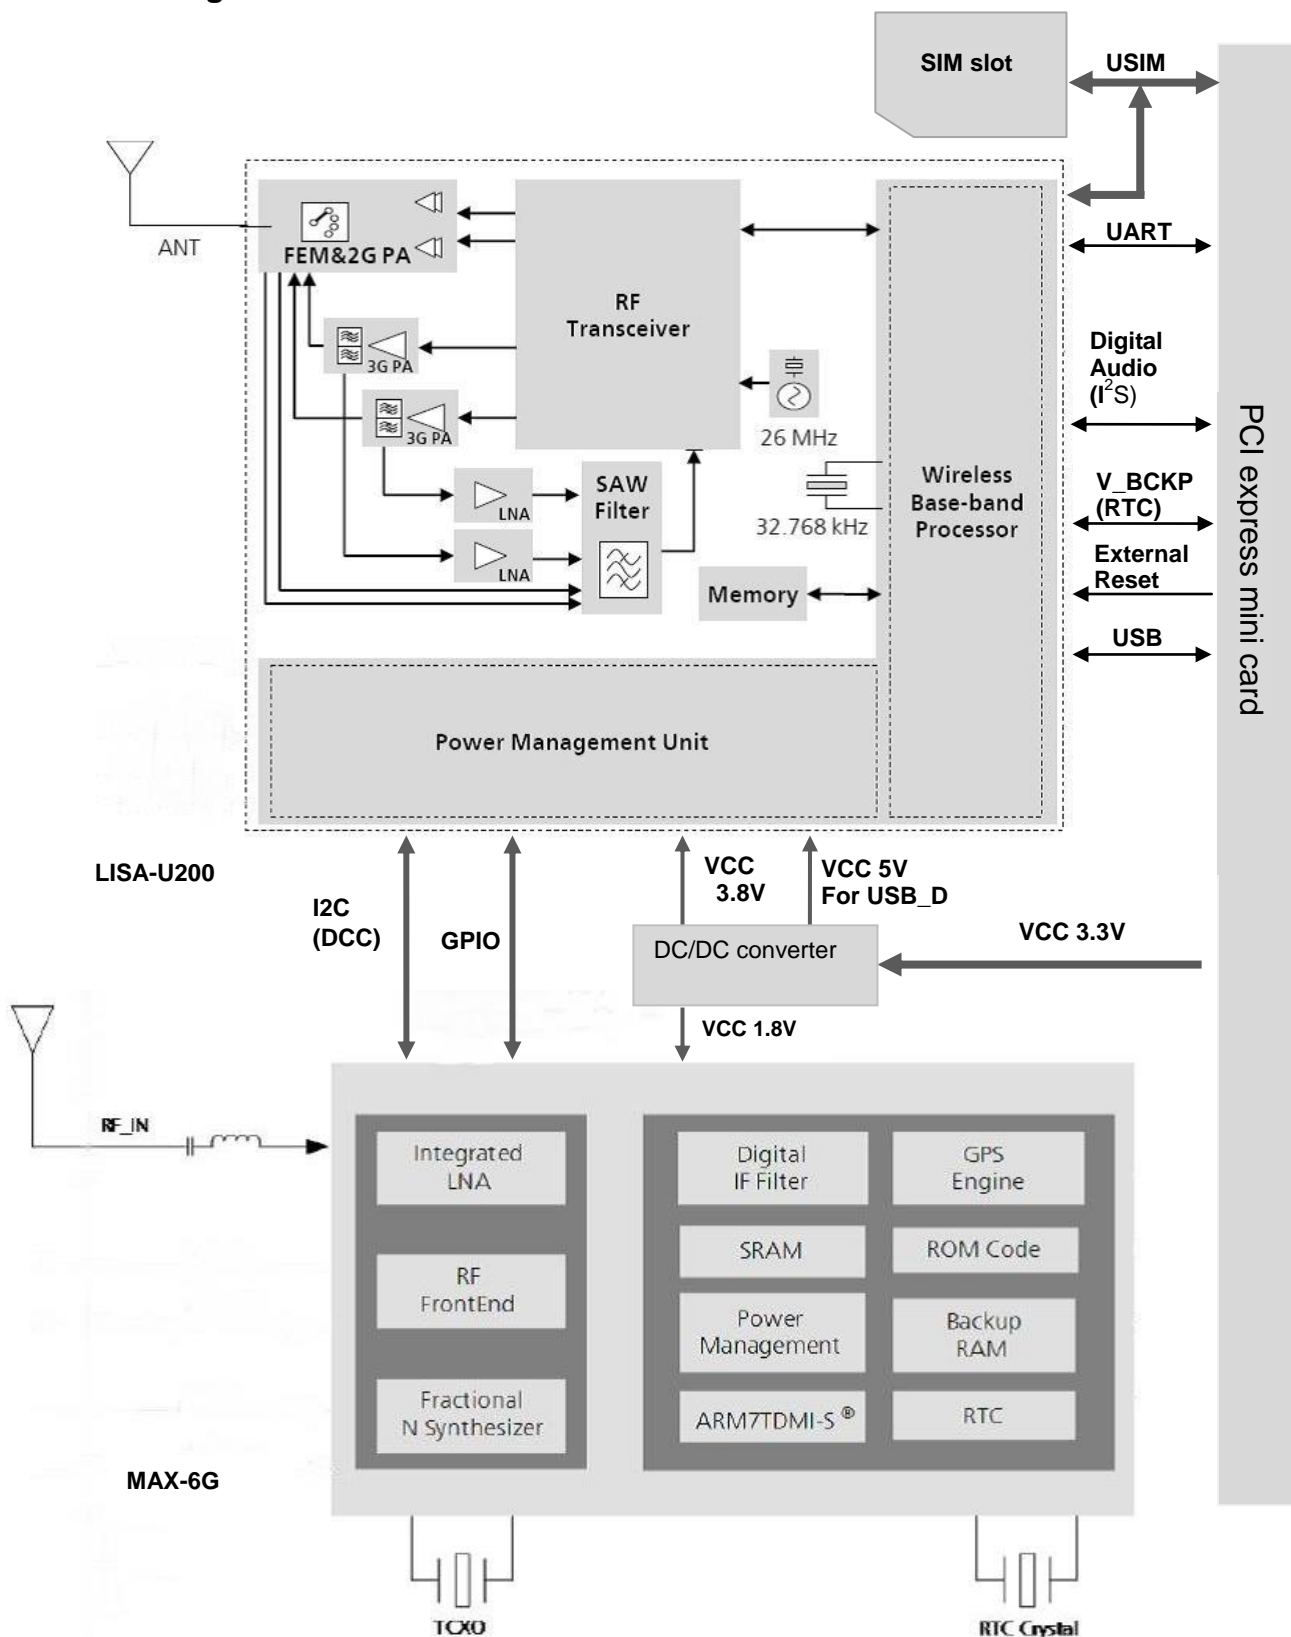 SIM slot
USIM
ANT
FEM&2G PA
RF
Transceiver
UART
3G PA
3G PA
Digital
Audio
(I²S)
26 MHz
LNA
SAW
Filter
LNA
32.768 kHz
Wireless
Base-band
Processor
V_BCKP
(RTC)
External
Reset
Memory
USB
PCI express mini card
Power Management Unit
LISA-U200
I2C
(DCC)
GPIO
VCC
3.8V
VCC 5V
For USB_D
DC/DC converter
VCC 3.3V
VCC 1.8V
RF_IN
Integrated
LNA
RF
FrontEnd
Fractional
N Synthesizer
Digital
IF Filter
GPS
Engine
SRAM
ROM Code
Power
Management
Backup
RAM
ARM7TDMI-S ®
RTC
MAX-6G
TCXO
RTC Crystal